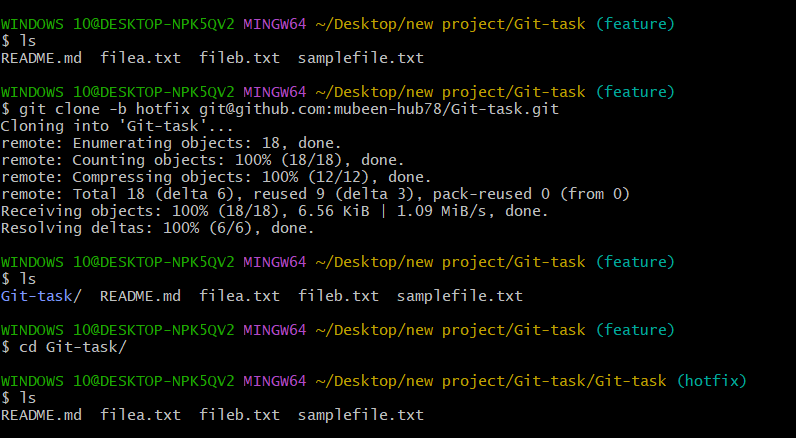 WINDOWS 10@DESKTOP-NPK5QV2 MINGW64 ~/Desktop/new project/Git-task (feature)
$ ls
README.md  filea.txt  fileb.txt  samplefile.txt
WINDOWS 10@DESKTOP-NPK5QV2 MINGW64 ~/Desktop/new project/Git-task (feature)
$ git clone -b hotfix git@github.com:mubeen-hub78/Git-task.git
Cloning into 'Git-task'...
remote: Enumerating objects: 18, done.
remote: Counting objects: 100% (18/18), done.
remote: Compressing objects: 100% (12/12), done.
remote: Total 18 (delta 6), reused 9 (delta 3), pack-reused 0 (from 0)
Receiving objects: 100% (18/18), 6.56 KiB | 1.09 MiB/s, done.
Resolving deltas: 100% (6/6), done.
WINDOWS 10@DESKTOP-NPK5QV2 MINGW64 ~/Desktop/new project/Git-task (feature)
$ ls
Git-task/  README.md  filea.txt  fileb.txt  samplefile.txt
WINDOWS 10@DESKTOP-NPK5QV2 MINGW64 ~/Desktop/new project/Git-task (feature)
$ cd Git-task/
WINDOWS 10@DESKTOP-NPK5QV2 MINGW64 ~/Desktop/new project/Git-task/Git-task (hotfix)
$ ls
README.md  filea.txt  fileb.txt  samplefile.txt